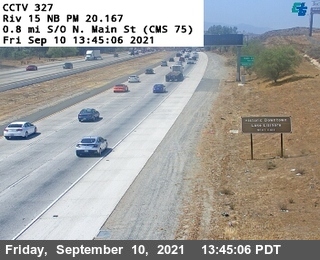 CCTV 327
Riv 15 NB PM 20.167
0.8 mi S/O N. Main St (CMS 75)
Fri Sep 10 13:45:06 2021
Friday, September 10, 2021 13:45:06 PDT